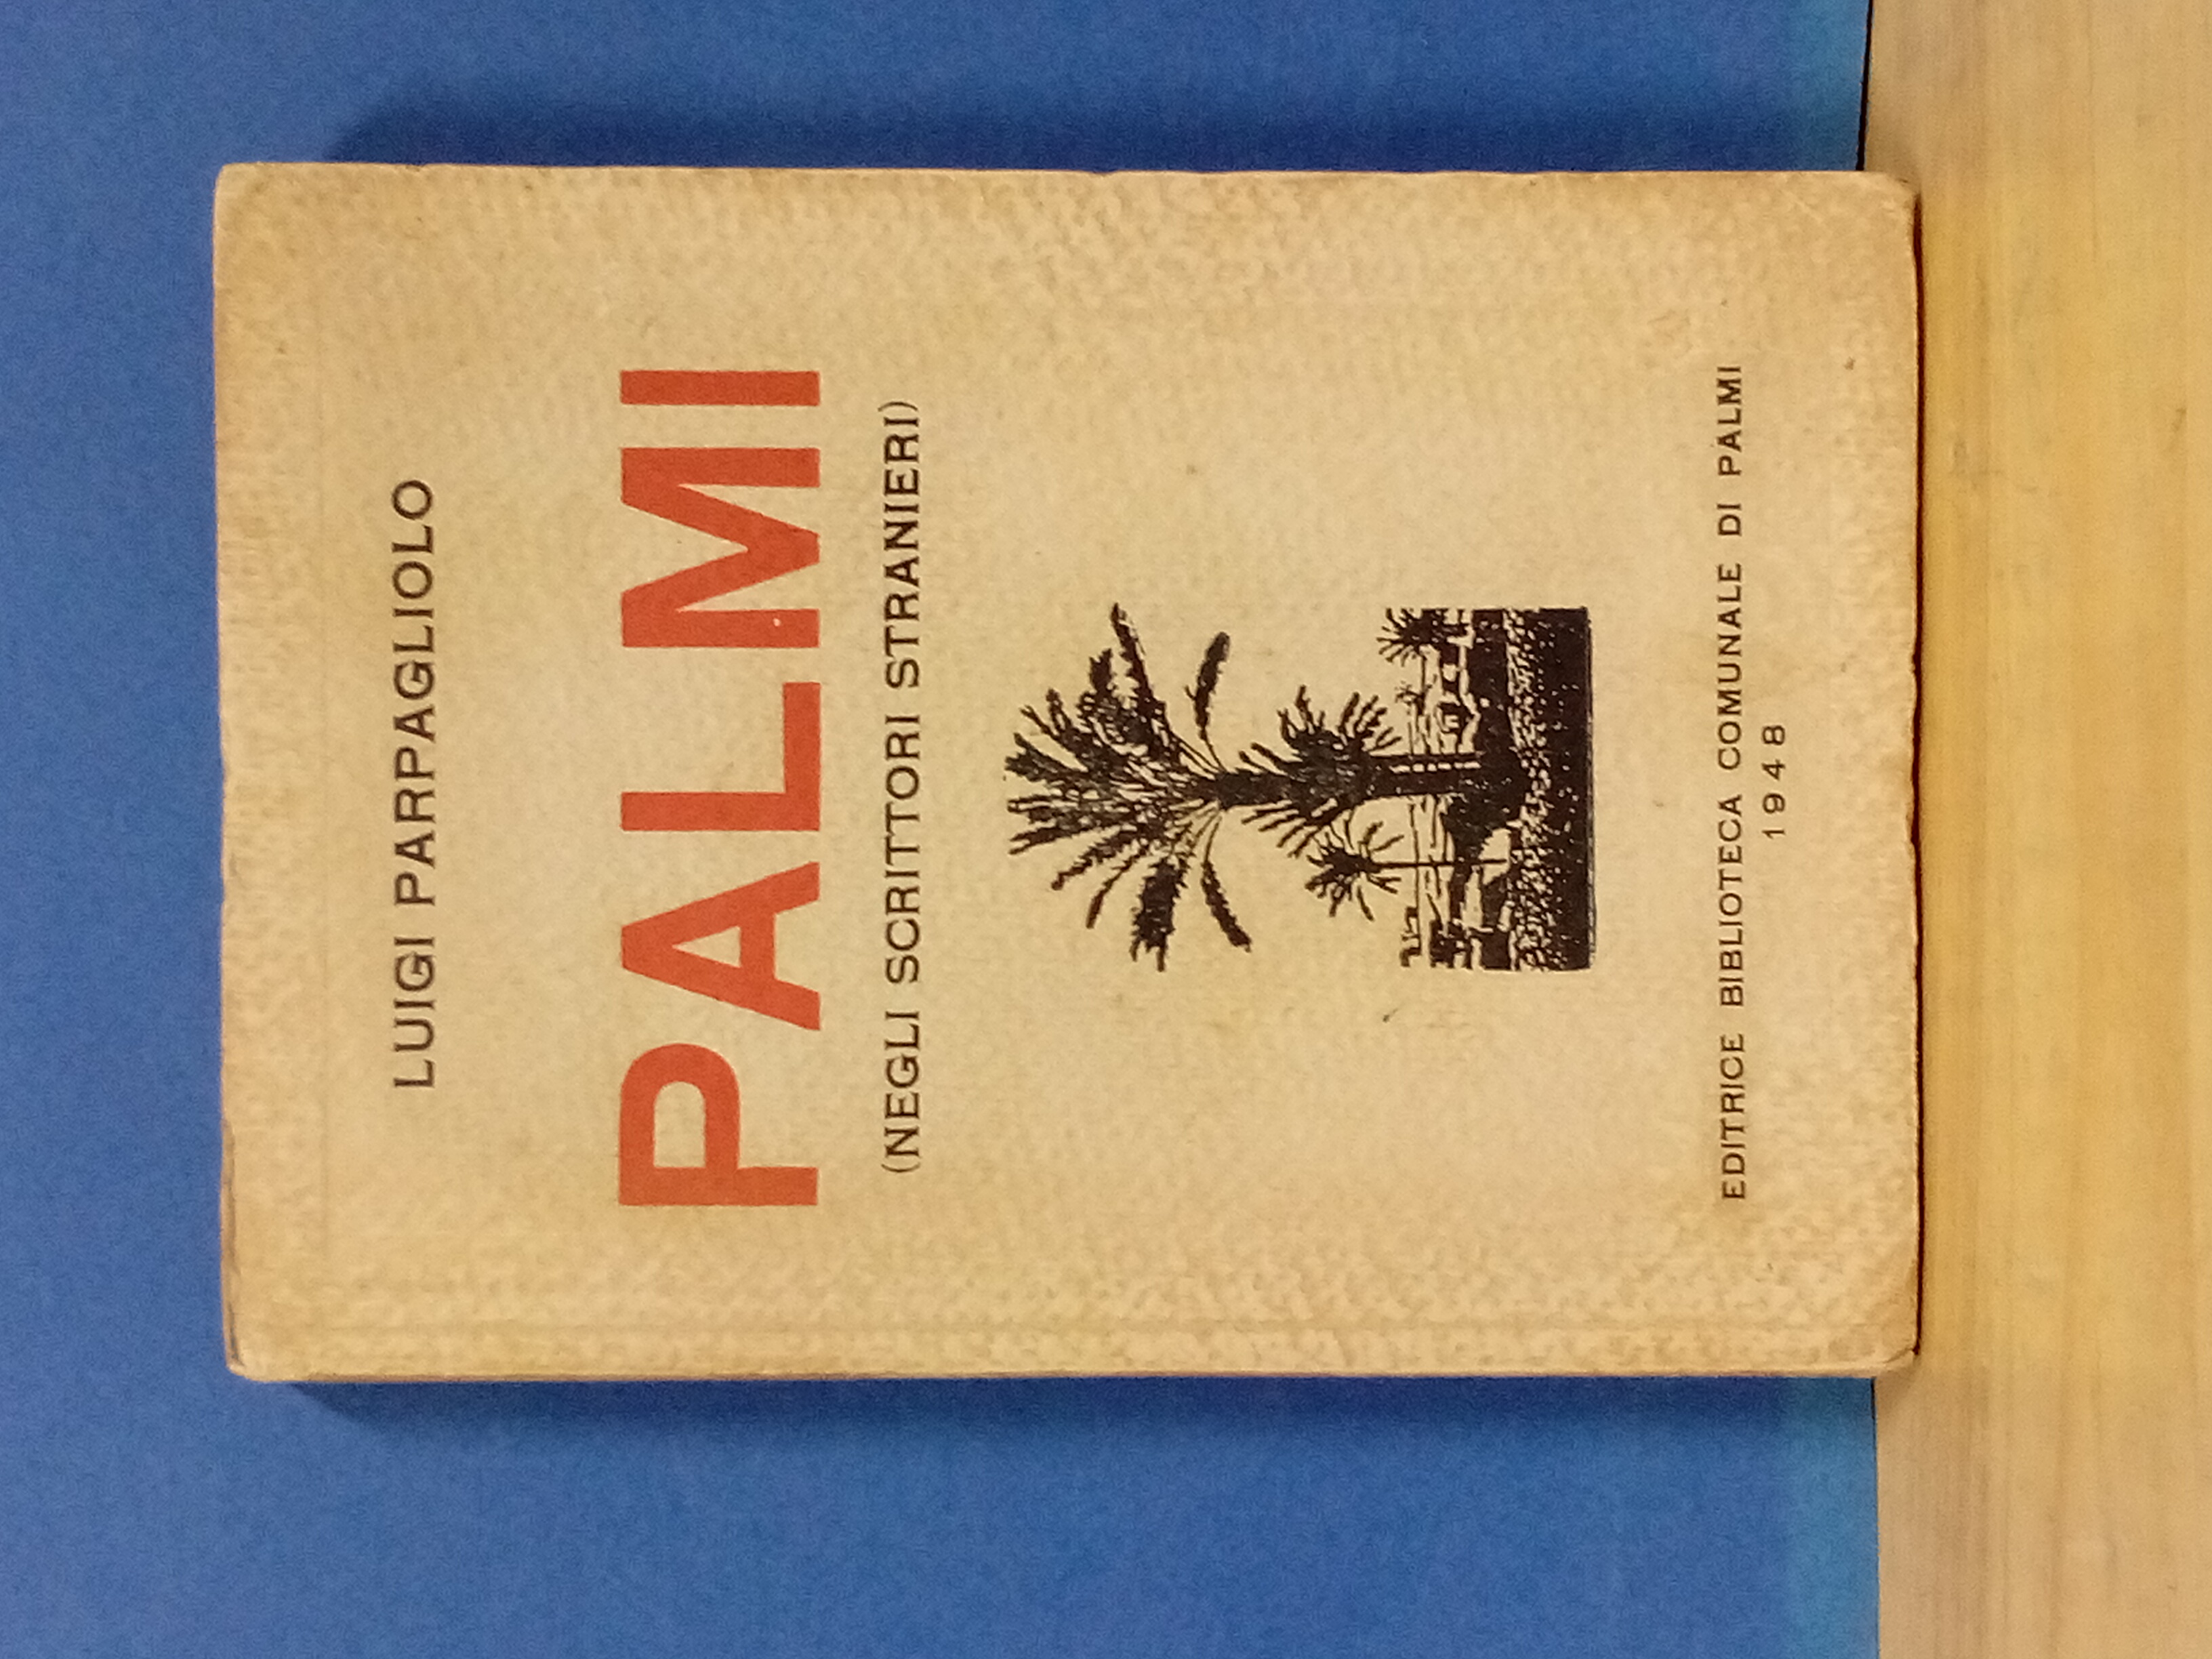 LUIGI PARPAGLIOLO
PALMI
(NEGLI SCRITTORI STRANIERI)
EDITRICE BIBLIOTECA COMUNALE DI PALMI
1948